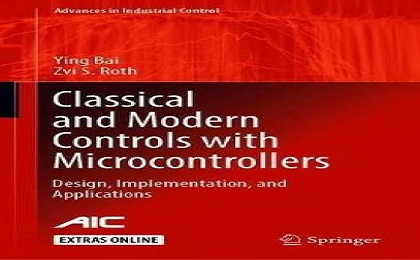 Advances in Industrial Control
Ying Bai
Zvi S. Roth
Classical
and Modern
Controls with
Microcontrollers
Design, Implementation, and
Applications
AIC
EXTRAS ONLINE
Springer